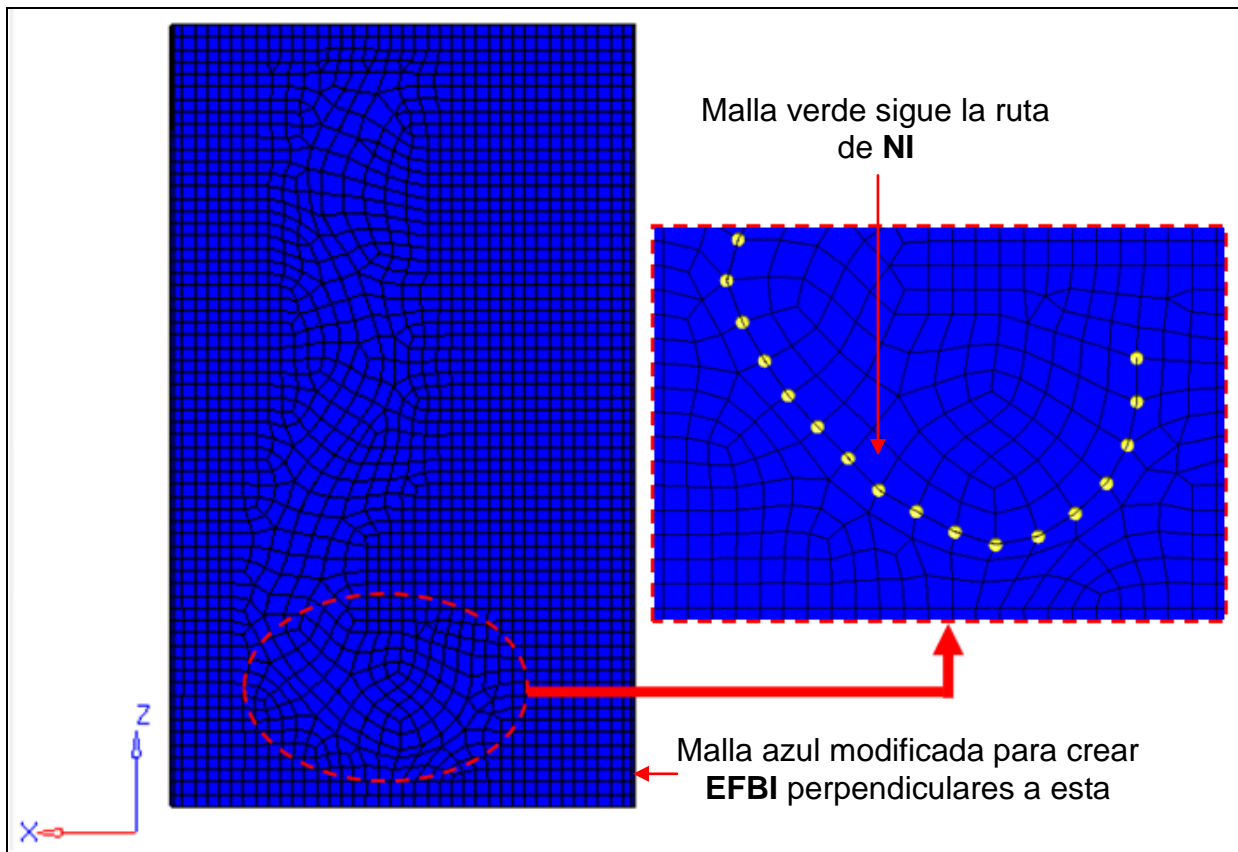 Malla verde sigue la ruta
de NI
Z
X
Malla azul modificada para crear
EFBI perpendiculares a esta